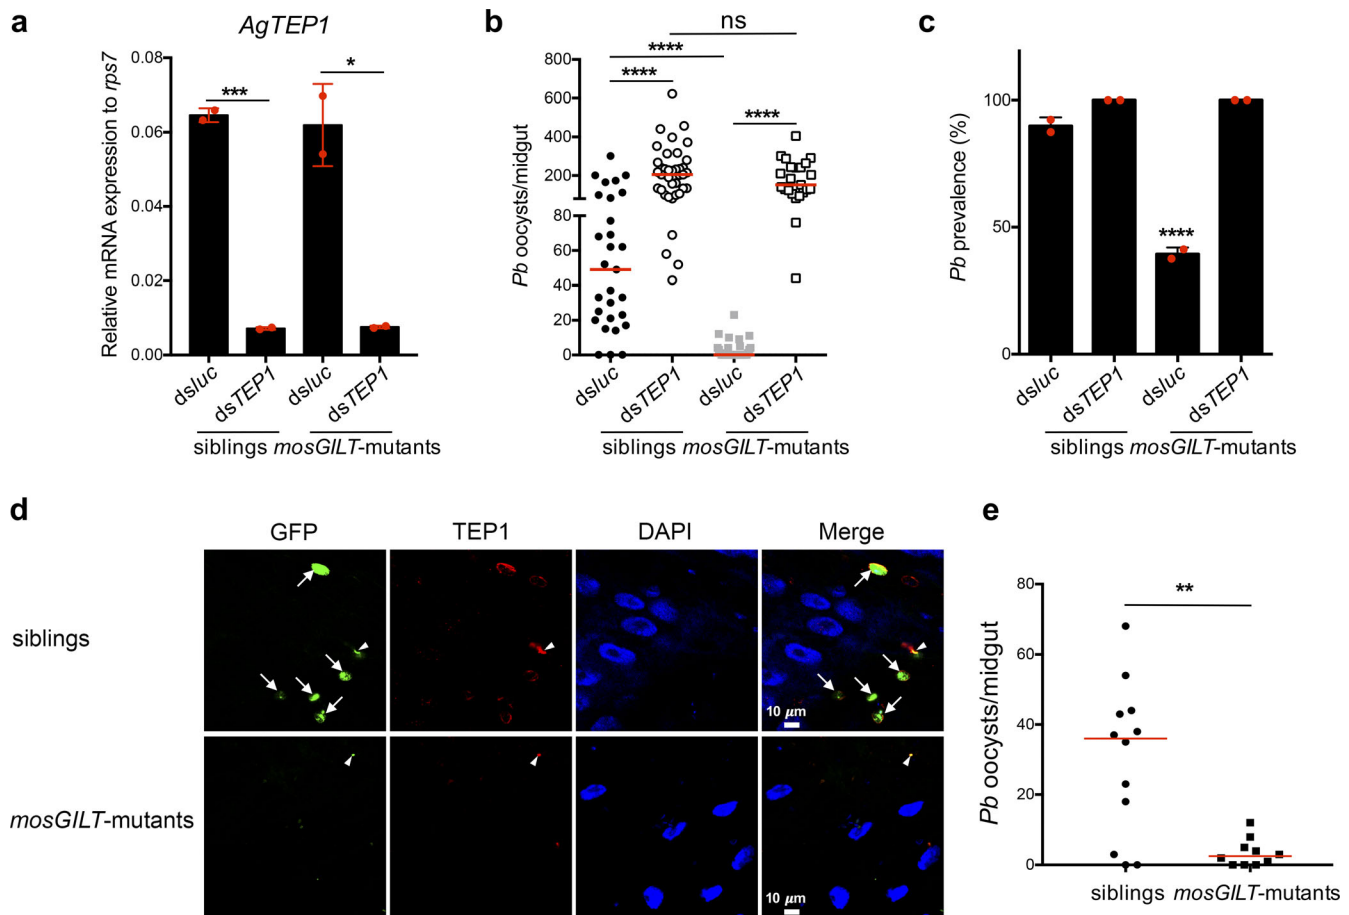 a
AgTEP1
Relative mRNA expression to rps7
0.08
0.06
0.04
0.02
0.00
***
*
dsluc
dsTEP1
dsluc
dsTEP1
siblings mosGILT-mutants
b
Pb oocysts/midgut
800
600
400
200
80
60
40
20
0
ns
****
****
****
dsluc
dsTEP1
dsluc
dsTEP1
siblings mosGILT-mutants
c
Pb prevalence (%)
100
50
0
****
dsluc
dsTEP1
dsluc
dsTEP1
siblings mosGILT-mutants
d
GFP TEP1 DAPI Merge
siblings
10 μm
mosGILT-mutants
10 μm
e
Pb oocysts/midgut
80
60
40
20
0
**
siblings mosGILT-mutants